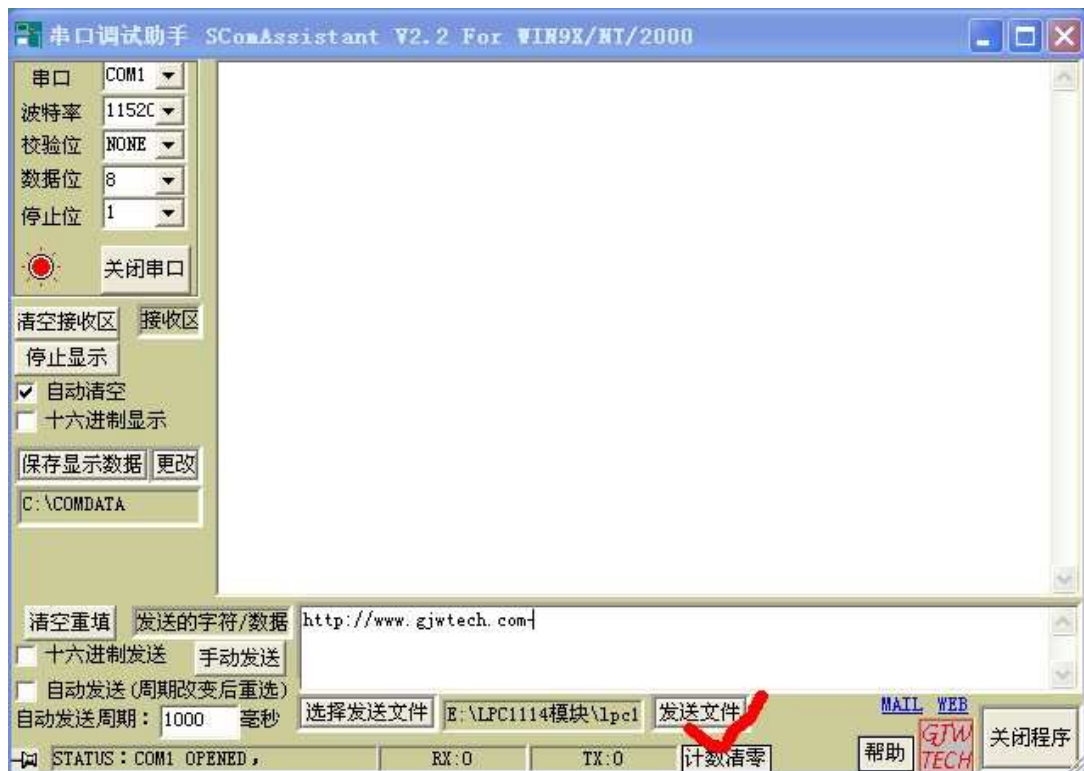 串口调试助手 SComAssistant V2.2 For WIN9X/NT/2000
串口 COM1
波特率 1152C
校验位 NONE
数据位 8
停止位 1
关闭串口
清空接收区 接收区
停止显示
自动清空
十六进制显示
保存显示数据 更改
C:\COMDATA
清空重填 发送的字符/数据 http://www.gjwtech.com-
十六进制发送 手动发送
自动发送(周期改变后重选)
自动发送周期: 1000 毫秒 选择发送文件 E:\LPC1114模块\lpc1 发送文件 MAIL WEB
STATUS:COM1 OPENED, RX:0 TX:0 计数清零 帮助 GJW TECH 关闭程序